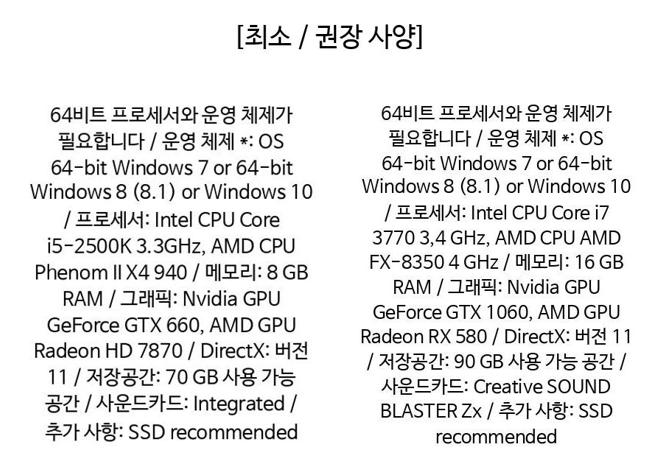 [최소 / 권장 사양]
64비트 프로세서와 운영 체제가
필요합니다 / 운영 체제 *: OS
64-bit Windows 7 or 64-bit
Windows 8 (8.1) or Windows 10
/ 프로세서: Intel CPU Core
i5-2500K 3.3GHz, AMD CPU
Phenom II X4 940 / 메모리: 8 GB
RAM / 그래픽: Nvidia GPU
GeForce GTX 660, AMD GPU
Radeon HD 7870 / DirectX: 버전
11 / 저장공간: 70 GB 사용 가능
공간 / 사운드카드: Integrated /
추가 사항: SSD recommended
64비트 프로세서와 운영 체제가
필요합니다 / 운영 체제 *: OS
64-bit Windows 7 or 64-bit
Windows 8 (8.1) or Windows 10
/ 프로세서: Intel CPU Core i7
3770 3,4 GHz, AMD CPU AMD
FX-8350 4 GHz / 메모리: 16 GB
RAM / 그래픽: Nvidia GPU
GeForce GTX 1060, AMD GPU
Radeon RX 580 / DirectX: 버전 11
/ 저장공간: 90 GB 사용 가능 공간 /
사운드카드: Creative SOUND
BLASTER Zx / 추가 사항: SSD
recommended